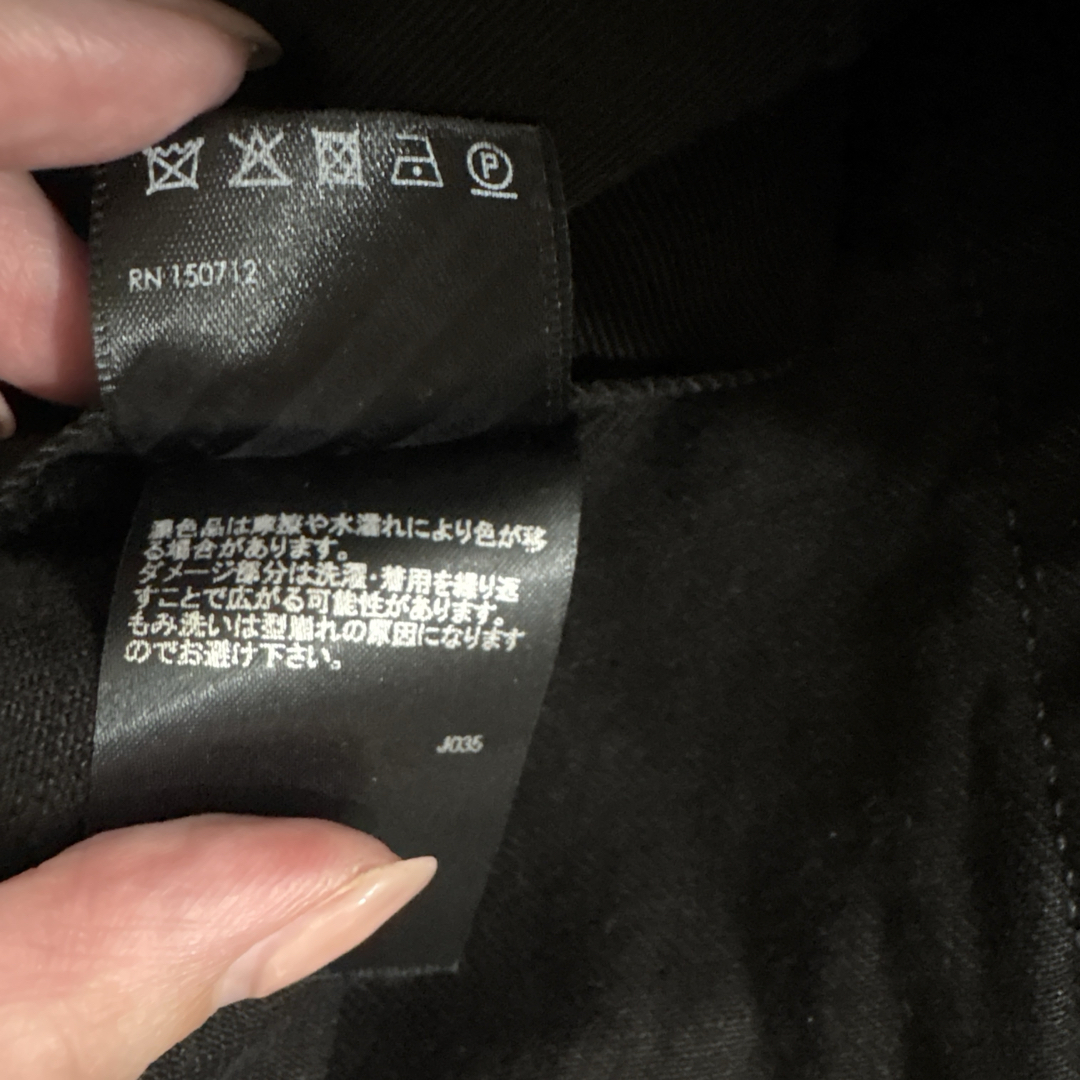 P
RN 150712
濃色品は摩擦や水濡れにより色が移
る場合があります。
ダメージ部分は洗濯・着用を繰り返
すことで広がる可能性があります。
もみ洗いは型崩れの原因になります
のでお避け下さい。
J035